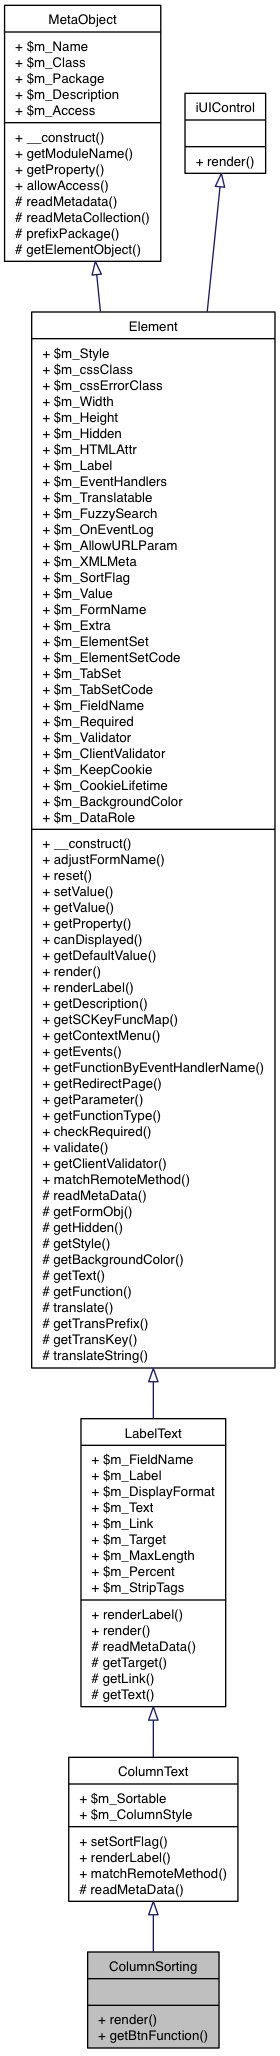 MetaObject
+ $m_Name
+ $m_Class
+ $m_Package
+ $m_Description
+ $m_Access
+ __construct()
+ getModuleName()
+ getProperty()
+ allowAccess()
# readMetadata()
# readMetaCollection()
# prefixPackage()
# getElementObject()
iUIControl
+ render()
Element
+ $m_Style
+ $m_cssClass
+ $m_cssErrorClass
+ $m_Width
+ $m_Height
+ $m_Hidden
+ $m_HTMLAttr
+ $m_Label
+ $m_EventHandlers
+ $m_Translatable
+ $m_FuzzySearch
+ $m_OnEventLog
+ $m_AllowURLParam
+ $m_XMLMeta
+ $m_SortFlag
+ $m_Value
+ $m_FormName
+ $m_Extra
+ $m_ElementSet
+ $m_ElementSetCode
+ $m_TabSet
+ $m_TabSetCode
+ $m_FieldName
+ $m_Required
+ $m_Validator
+ $m_ClientValidator
+ $m_KeepCookie
+ $m_CookieLifetime
+ $m_BackgroundColor
+ $m_DataRole
+ __construct()
+ adjustFormName()
+ reset()
+ setValue()
+ getValue()
+ getProperty()
+ canDisplayed()
+ getDefaultValue()
+ render()
+ renderLabel()
+ getDescription()
+ getSCKeyFuncMap()
+ getContextMenu()
+ getEvents()
+ getFunctionByEventHandlerName()
+ getRedirectPage()
+ getParameter()
+ getFunctionType()
+ checkRequired()
+ validate()
+ getClientValidator()
+ matchRemoteMethod()
# readMetaData()
# getFormObj()
# getHidden()
# getStyle()
# getBackgroundColor()
# getText()
# getFunction()
# translate()
# getTransPrefix()
# getTransKey()
# translateString()
LabelText
+ $m_FieldName
+ $m_Label
+ $m_DisplayFormat
+ $m_Text
+ $m_Link
+ $m_Target
+ $m_MaxLength
+ $m_Percent
+ $m_StripTags
+ renderLabel()
+ render()
# readMetaData()
# getTarget()
# getLink()
# getText()
ColumnText
+ $m_Sortable
+ $m_ColumnStyle
+ setSortFlag()
+ renderLabel()
+ matchRemoteMethod()
# readMetaData()
ColumnSorting
+ render()
+ getBtnFunction()